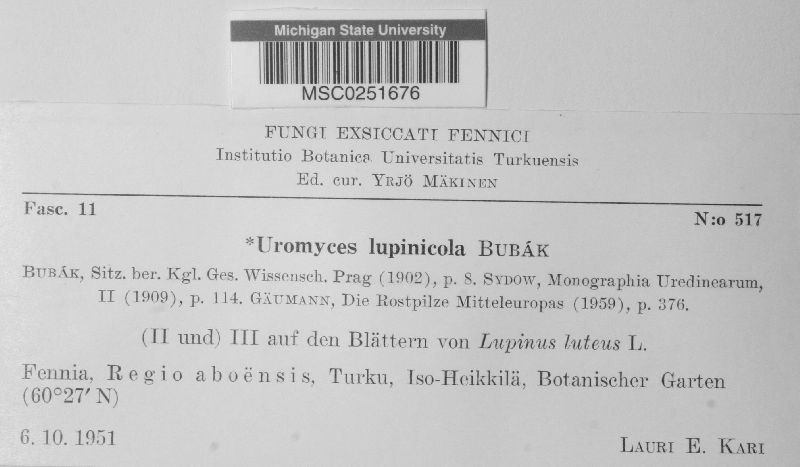 Michigan State University
MSC0251676
FUNGI EXSICCATI FENNICI
Institutio Botanica Universitatis Turkuensis
Ed. cur. YRJÖ MÄKINEN
Fasc. 11
N:o 517
*Uromyces lupinicola BUBÁK
BUBÁK, Sitz. ber. Kgl. Ges. Wissensch. Prag (1902), p. 8. SYDOW, Monographia Uredinearum,
II (1909), p. 114. GÄUMANN, Die Rostpilze Mitteleuropas (1959), p. 376.
(II und) III auf den Blättern von Lupinus luteus L.
Fennia, Regio aboënsis, Turku, Iso-Heikkilä, Botanischer Garten
(60°27′ N)
6. 10. 1951
LAURI E. KARI